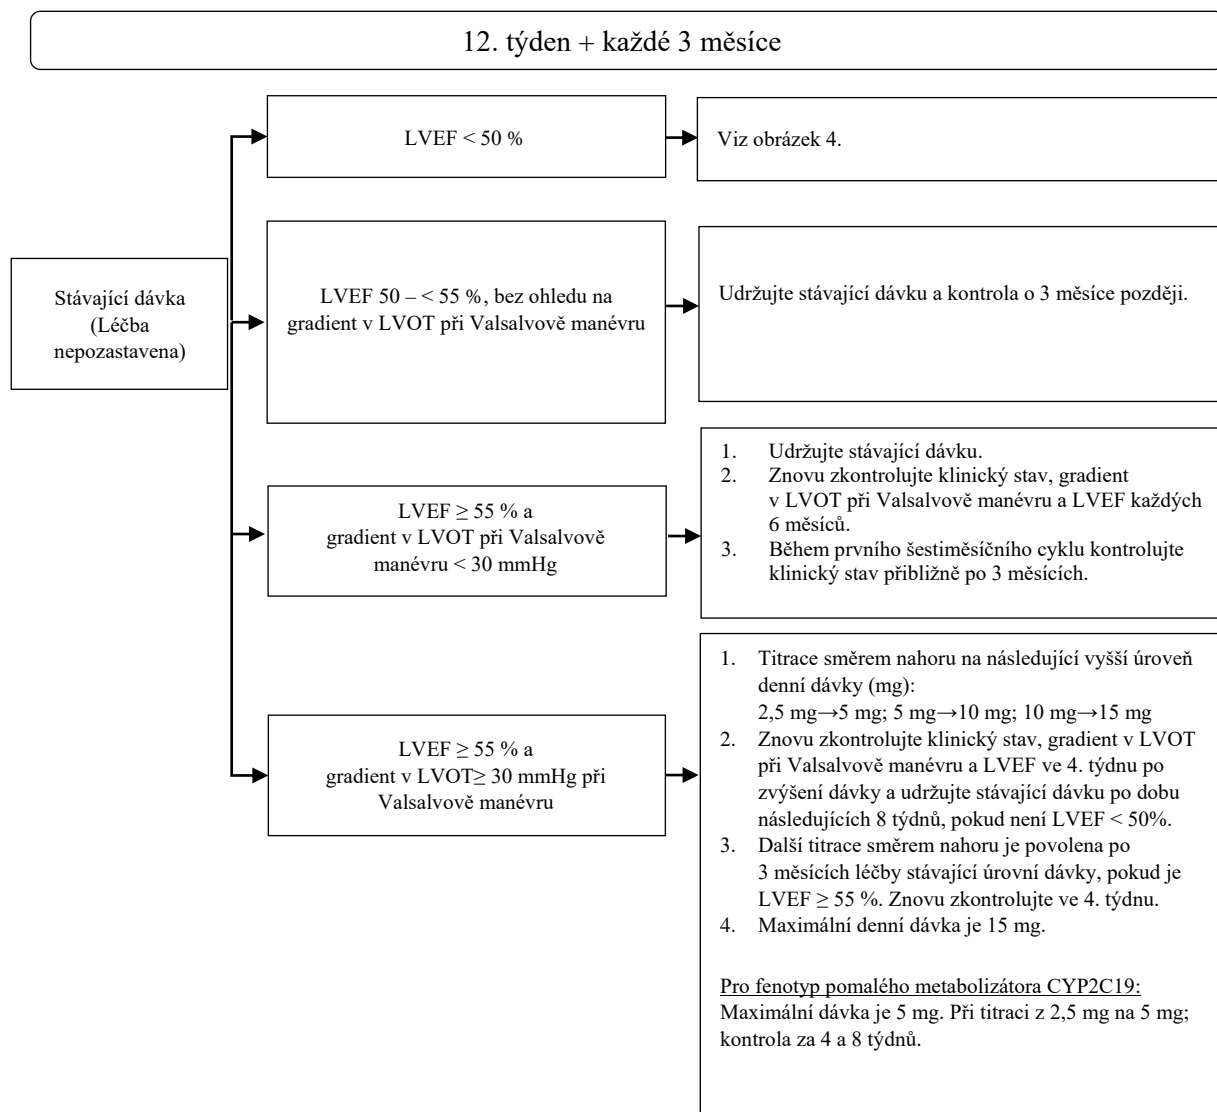 12. týden + každé 3 měsíce
Stávající dávka
(Léčba
nepozastavena)
LVEF < 50 %
Viz obrázek 4.
LVEF 50 – < 55 %, bez ohledu na
gradient v LVOT při Valsalvově manévru
Udržujte stávající dávku a kontrola o 3 měsíce později.
LVEF ≥ 55 % a
gradient v LVOT při Valsalvově
manévru < 30 mmHg
1. Udržujte stávající dávku.
2. Znovu zkontrolujte klinický stav, gradient
v LVOT při Valsalvově manévru a LVEF každých
6 měsíců.
3. Během prvního šestiměsíčního cyklu kontrolujte
klinický stav přibližně po 3 měsících.
LVEF ≥ 55 % a
gradient v LVOT≥ 30 mmHg při
Valsalvově manévru
1. Titrace směrem nahoru na následující vyšší úroveň
denní dávky (mg):
2,5 mg→5 mg; 5 mg→10 mg; 10 mg→15 mg
2. Znovu zkontrolujte klinický stav, gradient v LVOT
při Valsalvově manévru a LVEF ve 4. týdnu po
zvýšení dávky a udržujte stávající dávku po dobu
následujících 8 týdnů, pokud není LVEF < 50%.
3. Další titrace směrem nahoru je povolena po
3 měsících léčby stávající úrovní dávky, pokud je
LVEF ≥ 55 %. Znovu zkontrolujte ve 4. týdnu.
4. Maximální denní dávka je 15 mg.
Pro fenotyp pomalého metabolizátora CYP2C19:
Maximální dávka je 5 mg. Při titraci z 2,5 mg na 5 mg;
kontrola za 4 a 8 týdnů.